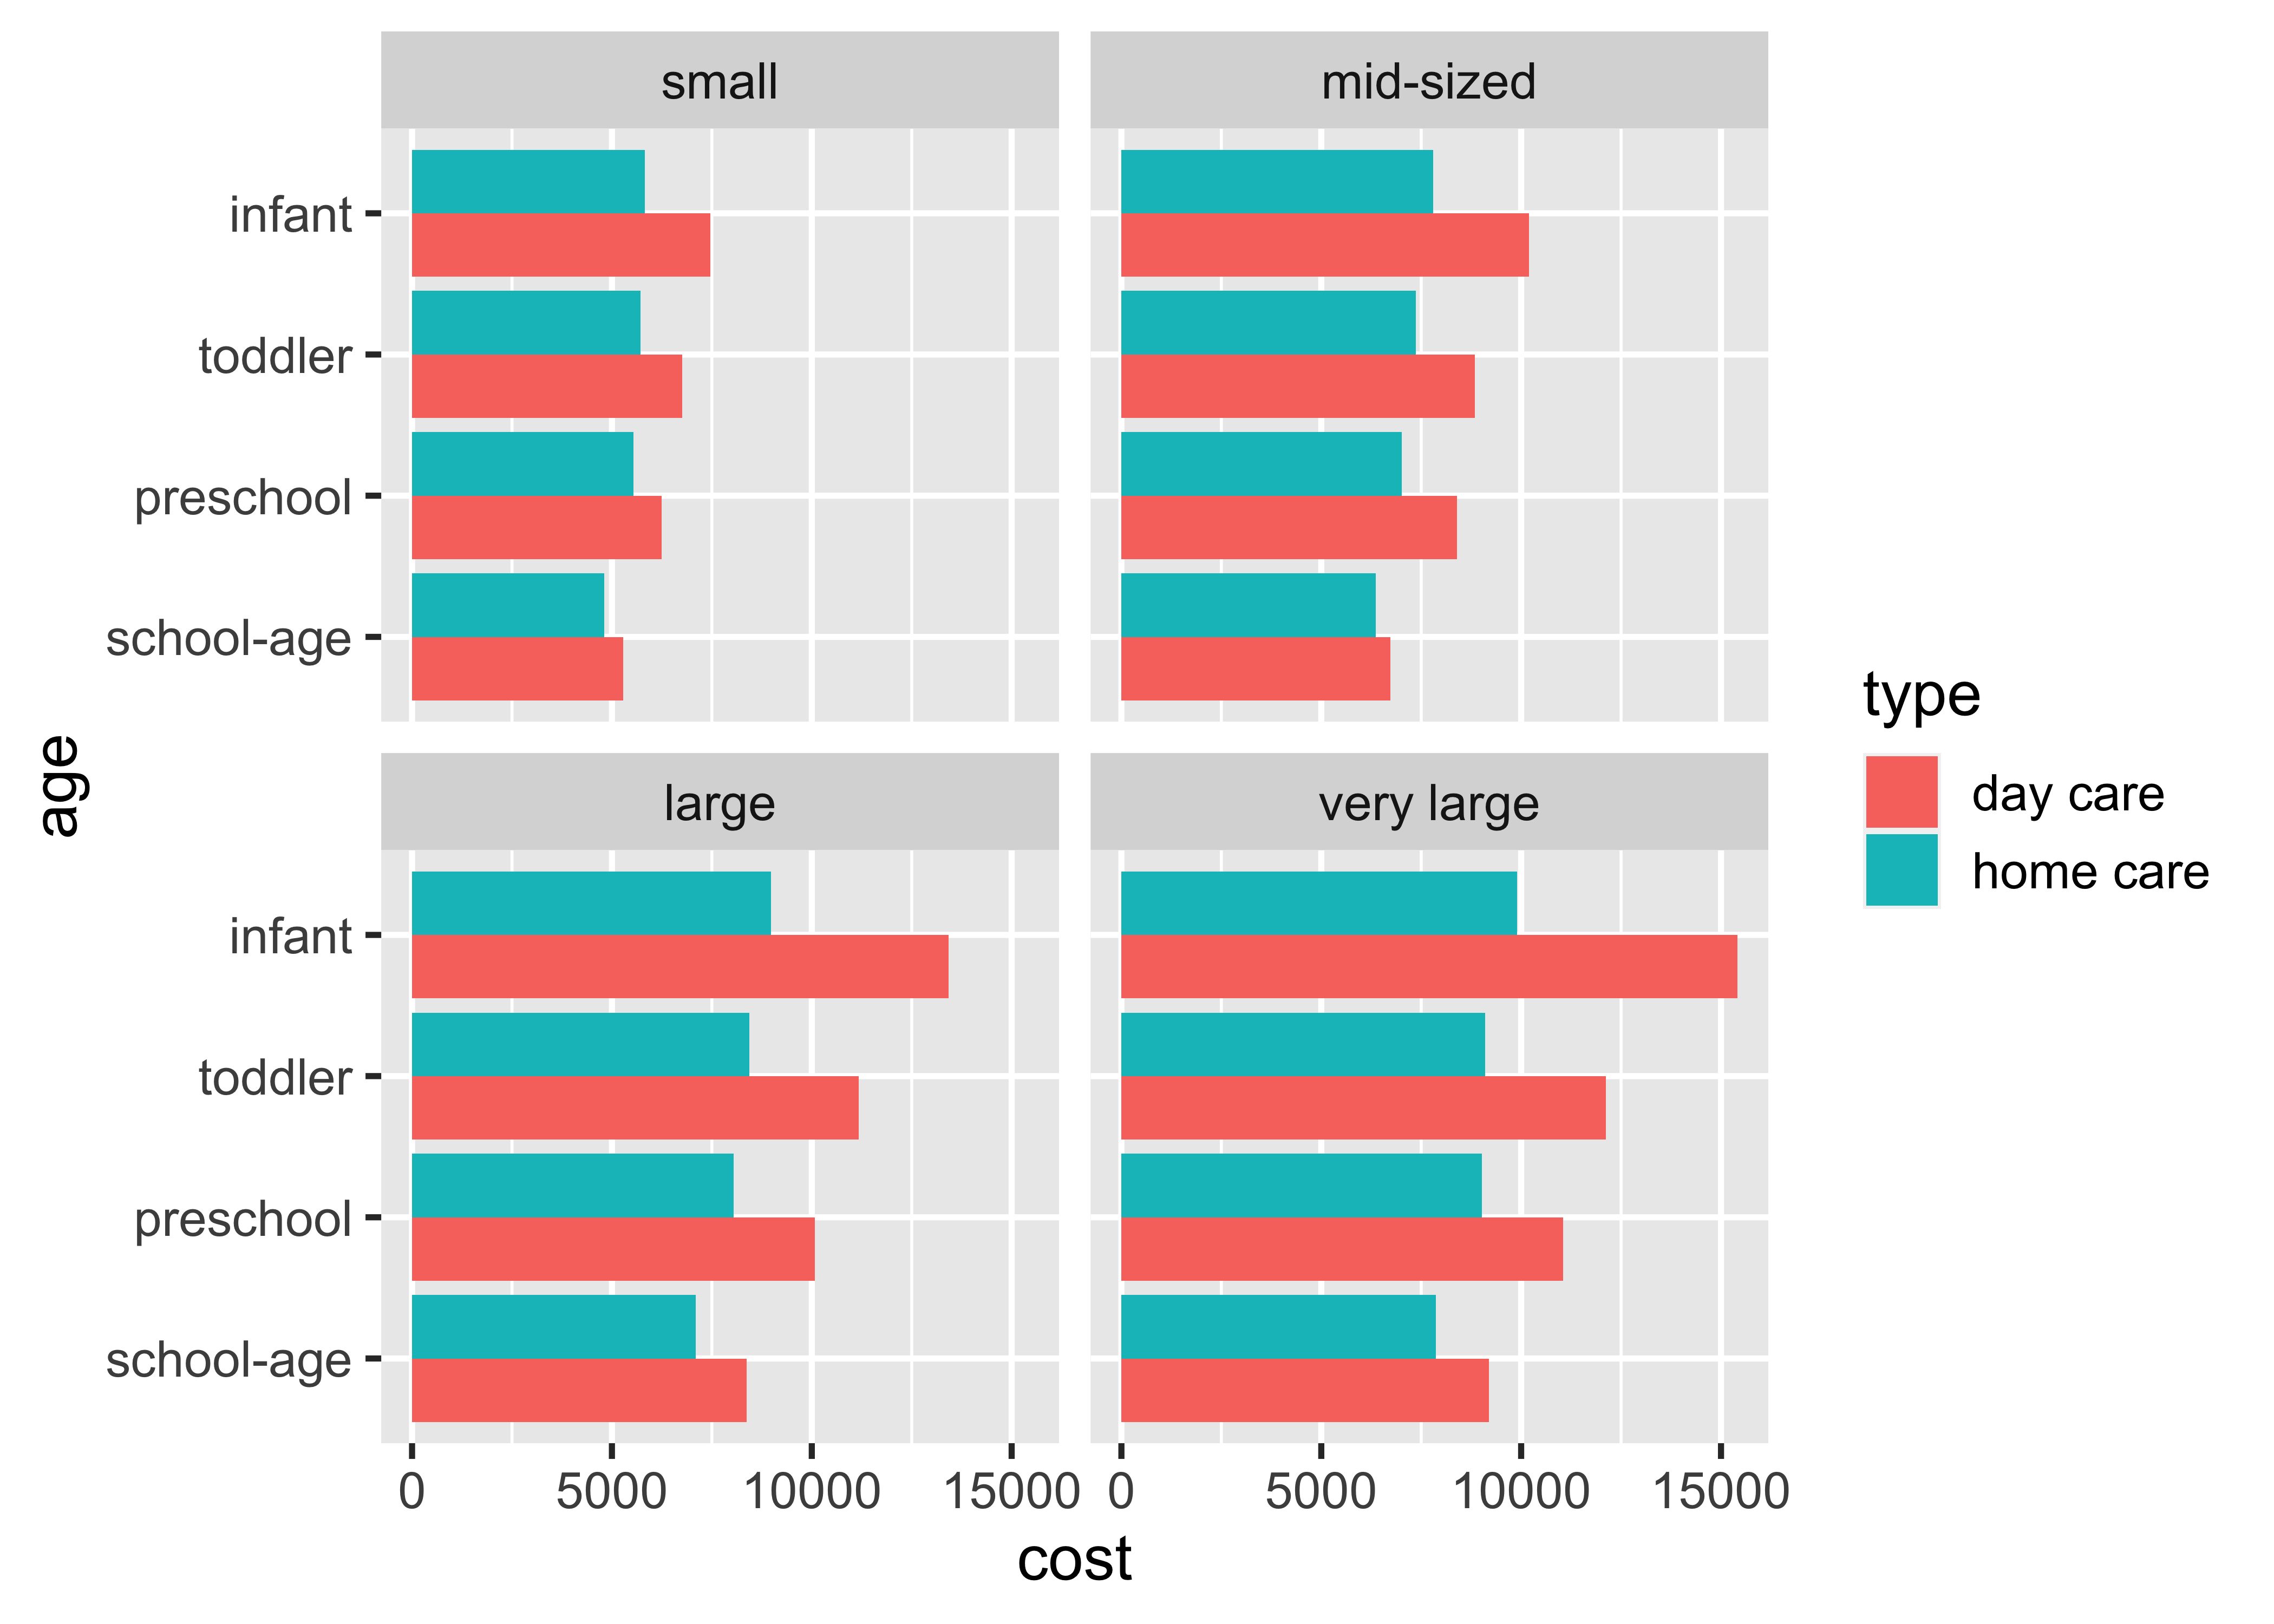 small
mid-sized
infant
toddler
preschool
school-age
large
very large
infant
toddler
preschool
school-age
0 5000 10000 15000 0 5000 10000 15000
cost
age
type
day care
home care